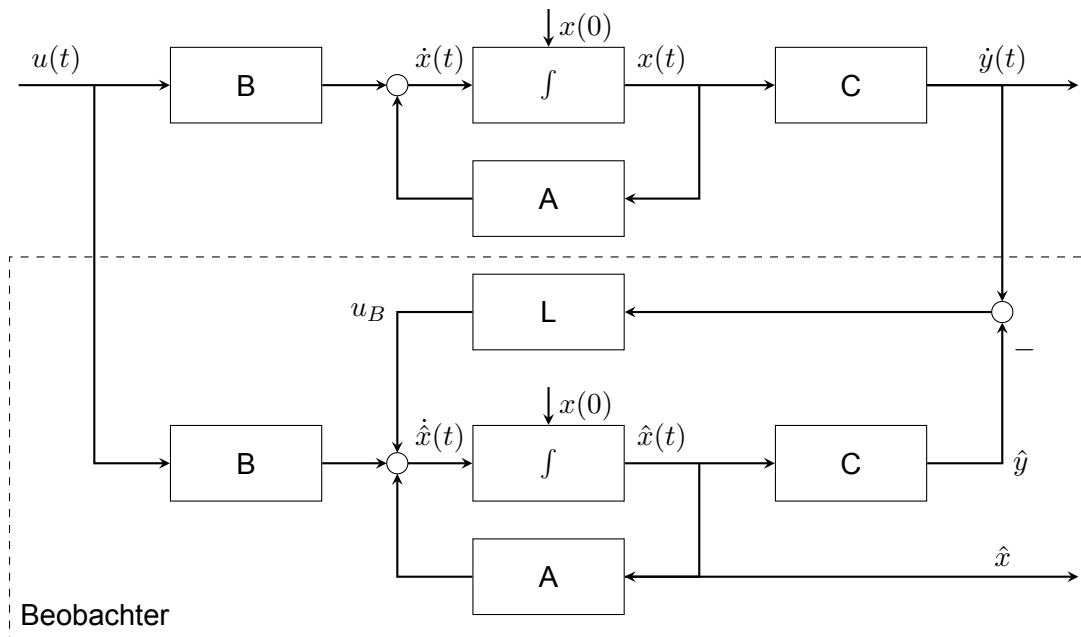 x(0)
u(t)
B
ẋ(t)
∫
x(t)
C
ẏ(t)
A
L
u_B
−
x(0)
B
x̂̇(t)
∫
x̂(t)
C
ŷ
A
x̂
Beobachter